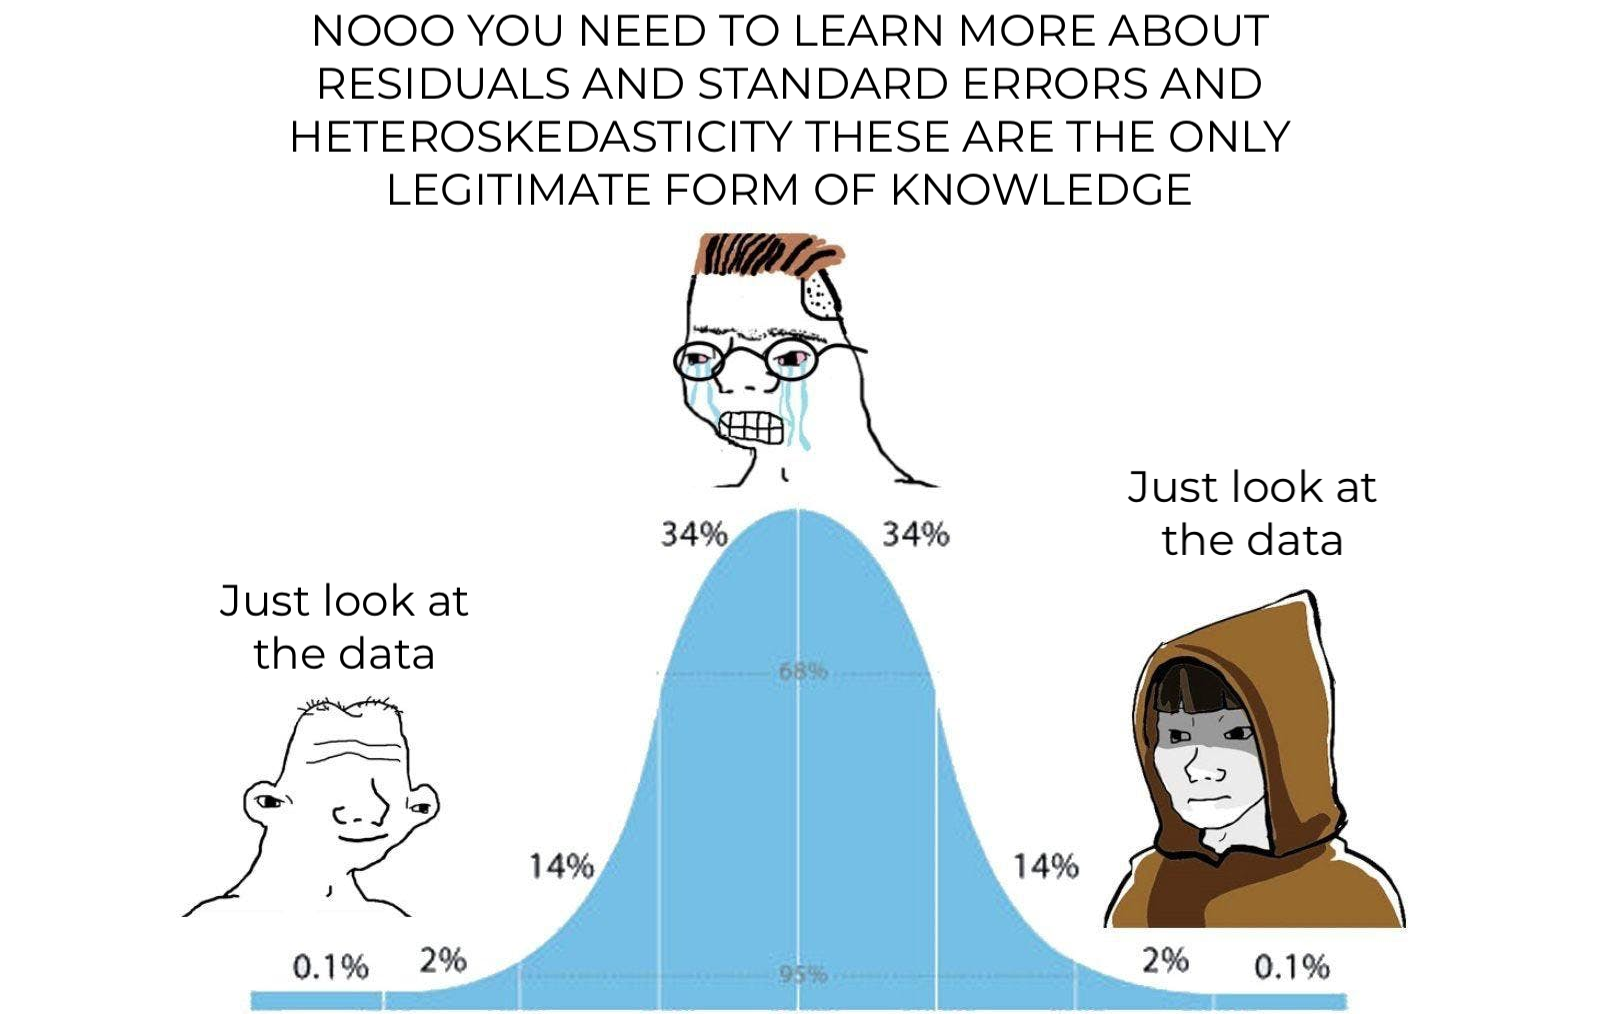 NOOO YOU NEED TO LEARN MORE ABOUT
RESIDUALS AND STANDARD ERRORS AND
HETEROSKEDASTICITY THESE ARE THE ONLY
LEGITIMATE FORM OF KNOWLEDGE
Just look at
the data
34%
34%
Just look at
the data
68%
14%
14%
0.1%
2%
95%
2%
0.1%